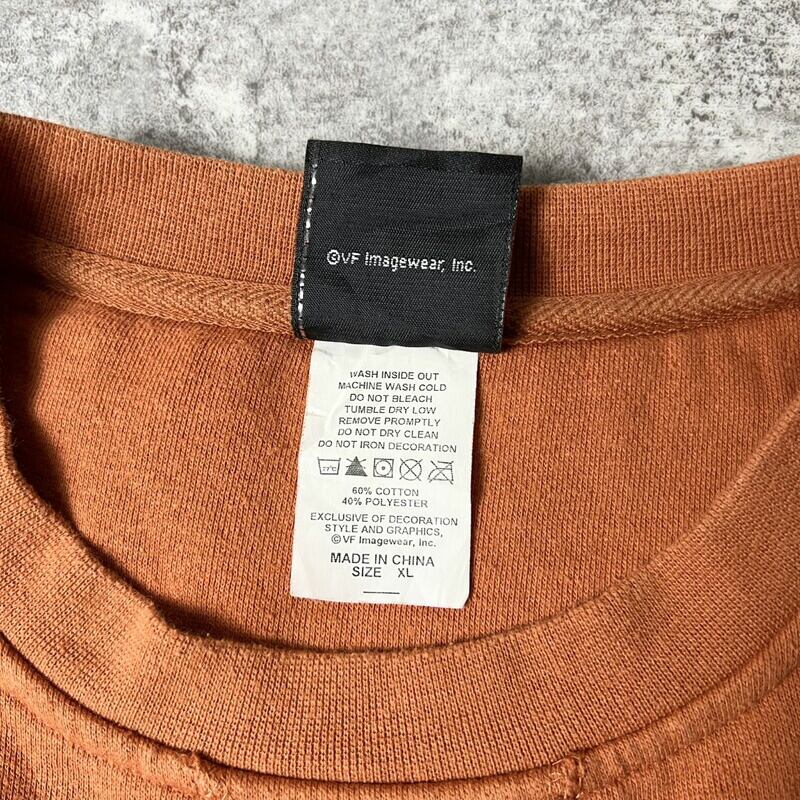 ©VF Imagewear, Inc.
WASH INSIDE OUT
MACHINE WASH COLD
DO NOT BLEACH
TUMBLE DRY LOW
REMOVE PROMPTLY
DO NOT DRY CLEAN
DO NOT IRON DECORATION
27°C
60% COTTON
40% POLYESTER
EXCLUSIVE OF DECORATION
STYLE AND GRAPHICS,
©VF Imagewear, Inc.
MADE IN CHINA
SIZE XL